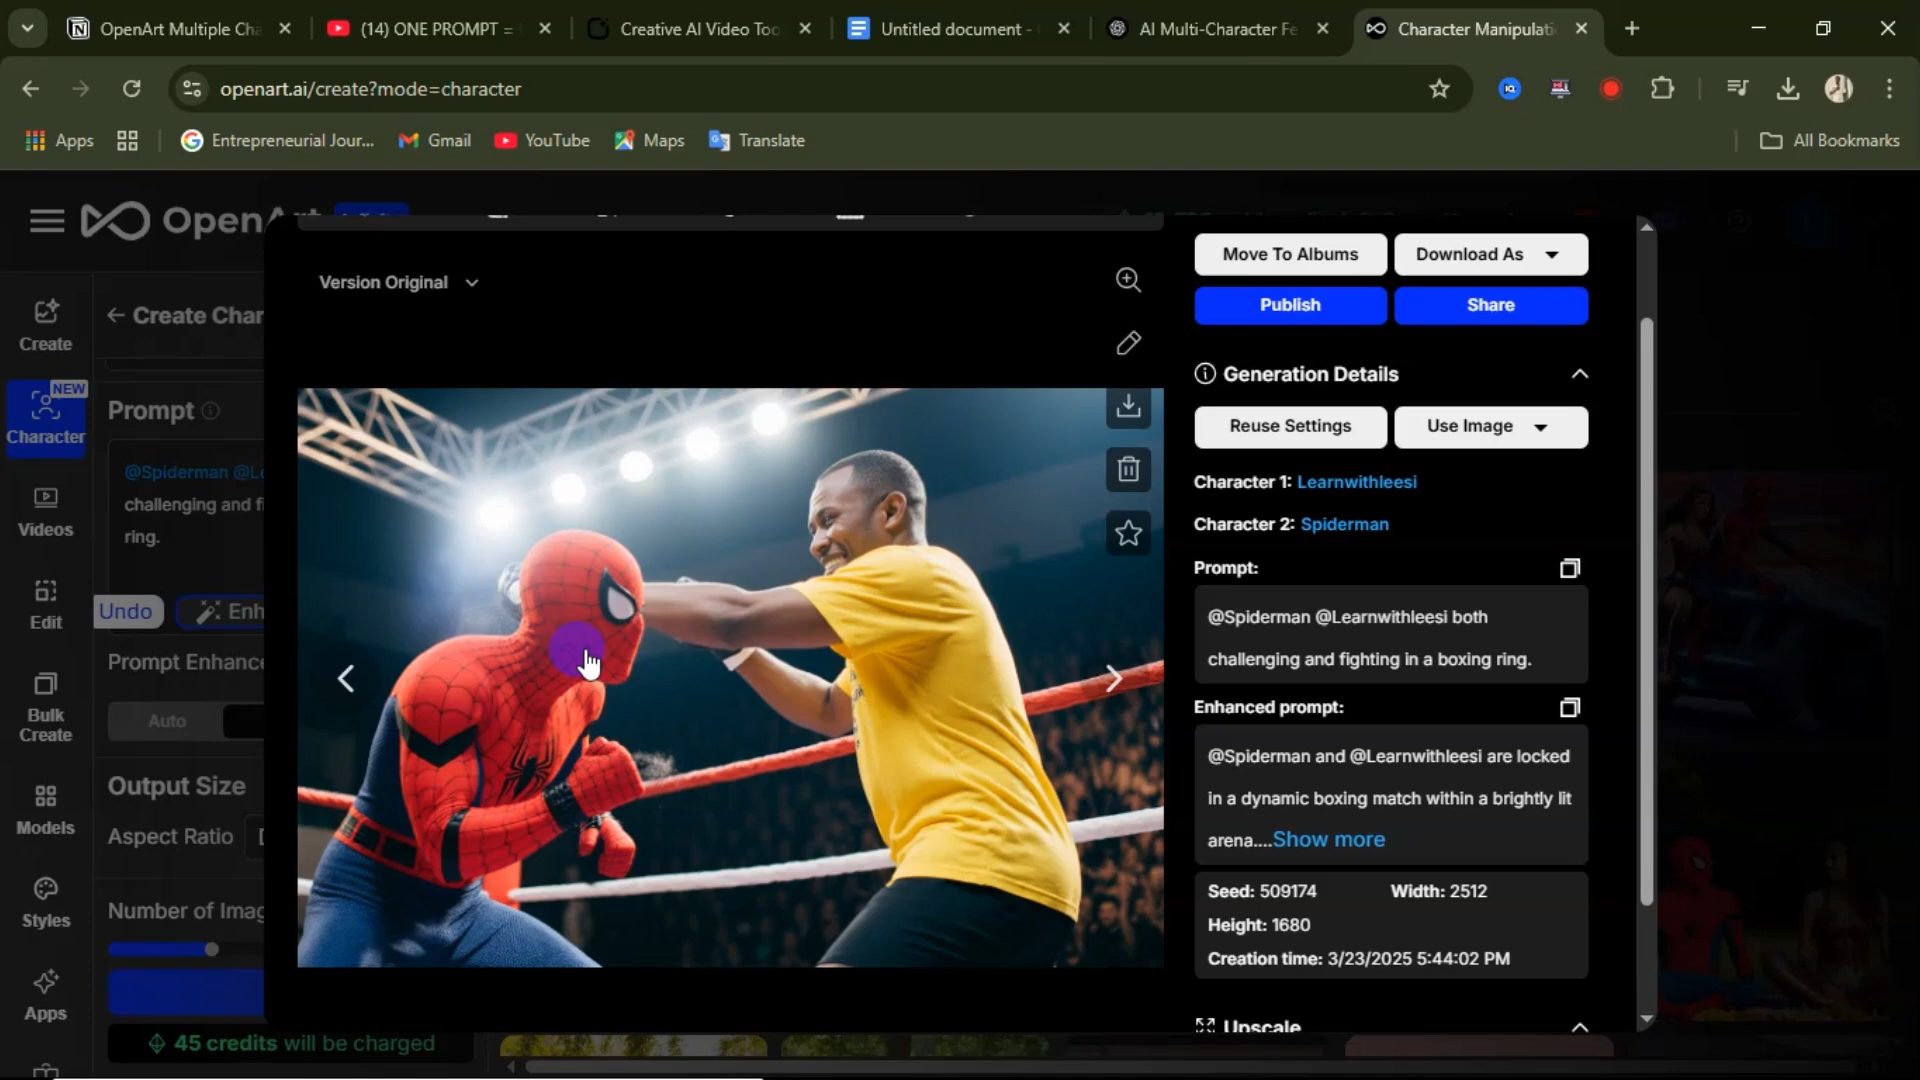 OpenArt Multiple Cha
(14) ONE PROMPT =
Creative AI Video Too
Untitled document -
AI Multi-Character Fe
Character Manipulati
openart.ai/create?mode=character
Apps
Entrepreneurial Jour...
Gmail
YouTube
Maps
Translate
All Bookmarks
OpenArt
Create
NEW
Character
Videos
Edit
Bulk
Create
Models
Styles
Apps
Create Char
Prompt
@Spiderman @Le
challenging and fi
ring.
Undo
Enh
Prompt Enhance
Auto
Output Size
Aspect Ratio
Number of Imag
45 credits will be charged
Version Original
Move To Albums
Download As
Publish
Share
Generation Details
Reuse Settings
Use Image
Character 1: Learnwithleesi
Character 2: Spiderman
Prompt:
@Spiderman @Learnwithleesi both
challenging and fighting in a boxing ring.
Enhanced prompt:
@Spiderman and @Learnwithleesi are locked
in a dynamic boxing match within a brightly lit
arena....Show more
Seed: 509174 Width: 2512
Height: 1680
Creation time: 3/23/2025 5:44:02 PM
Upscale